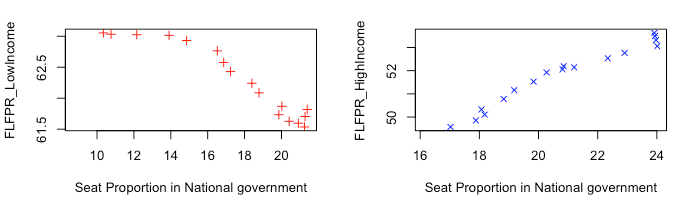 FLFPR_LowIncome
62.5
61.5
10 12 14 16 18 20
Seat Proportion in National government
FLFPR_HighIncome
52
50
16 18 20 22 24
Seat Proportion in National government